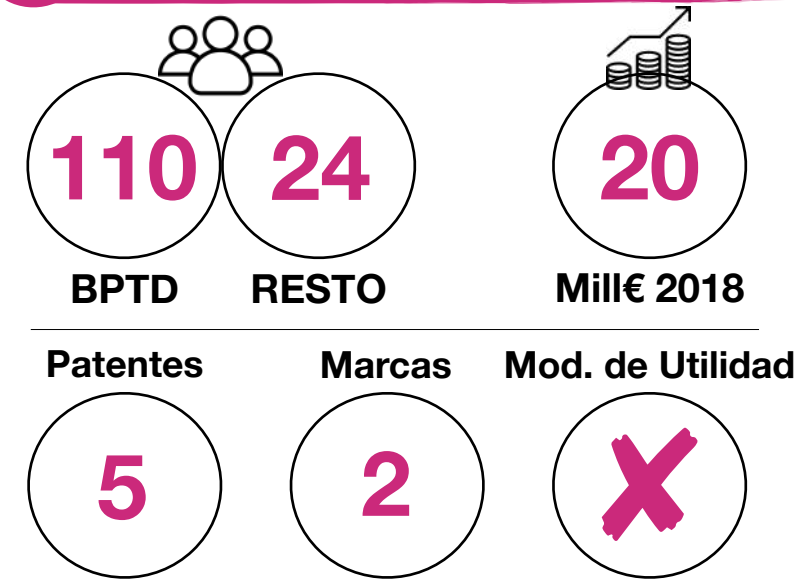 110 24 20
BPTD RESTO Mill€ 2018
Patentes Marcas Mod. de Utilidad
5 2